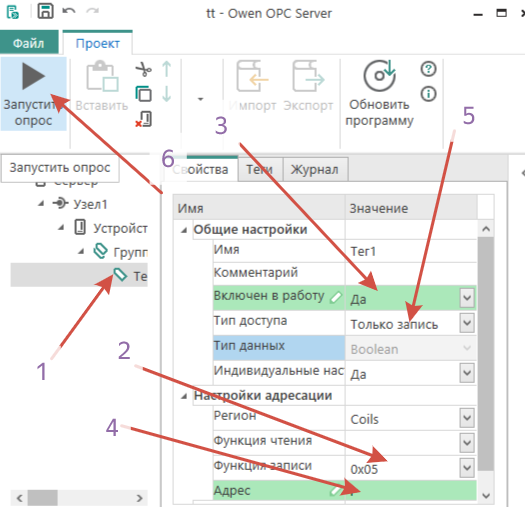 tt - Owen OPC Server
Файл
Проект
Запустить
опрос
Вставить
Импорт
Экспорт
Обновить
программу
3
5
6
Запустить опрос
Свойства
Теги
Журнал
Сервер
Узел1
Устройст
Групп
Те
1
2
4
Имя
Значение
Общие настройки
Имя
Тег1
Комментарий
Включен в работу
Да
Тип доступа
Только запись
Тип данных
Boolean
Индивидуальные нас
Да
Настройки адресации
Регион
Coils
Функция чтения
Функция записи
0x05
Адрес